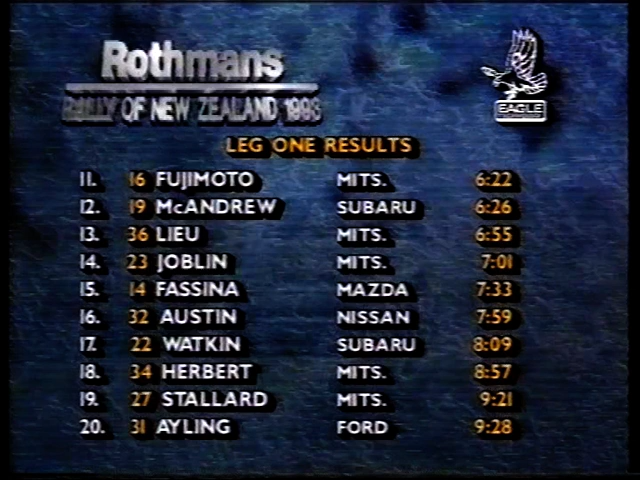 Rothmans
RALLY OF NEW ZEALAND 1993
EAGLE
LEG ONE RESULTS
11. 16 FUJIMOTO MITS. 6:22
12. 19 McANDREW SUBARU 6:26
13. 36 LIEU MITS. 6:55
14. 23 JOBLIN MITS. 7:01
15. 14 FASSINA MAZDA 7:33
16. 32 AUSTIN NISSAN 7:59
17. 22 WATKIN SUBARU 8:09
18. 34 HERBERT MITS. 8:57
19. 27 STALLARD MITS. 9:21
20. 31 AYLING FORD 9:28